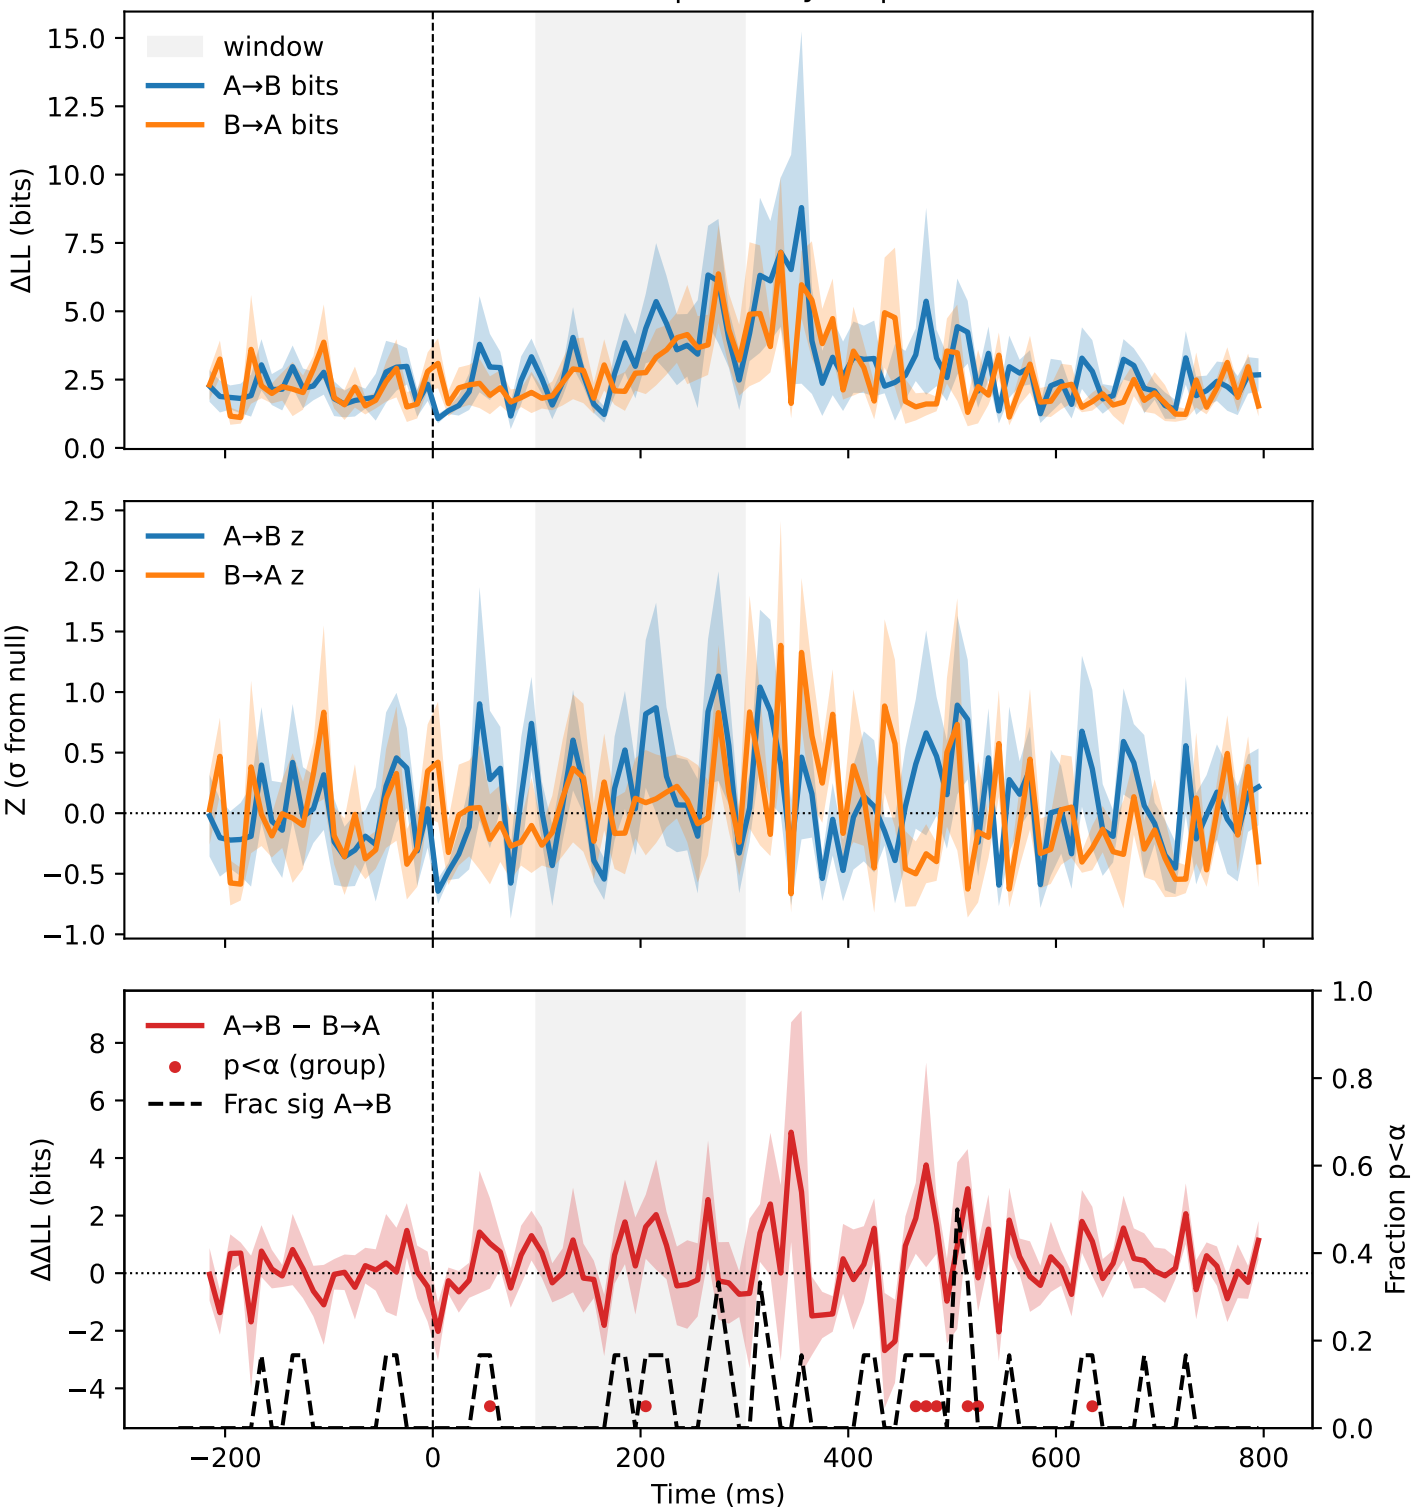 15.0
12.5
10.0
7.5
5.0
2.5
0.0
ΔLL (bits)
window
A→B bits
B→A bits
2.5
2.0
1.5
1.0
0.5
0.0
−0.5
−1.0
Z (σ from null)
A→B z
B→A z
8
6
4
2
0
−2
−4
ΔΔLL (bits)
A→B − B→A
p<α (group)
Frac sig A→B
1.0
0.8
0.6
0.4
0.2
0.0
Fraction p<α
−200 0 200 400 600 800
Time (ms)